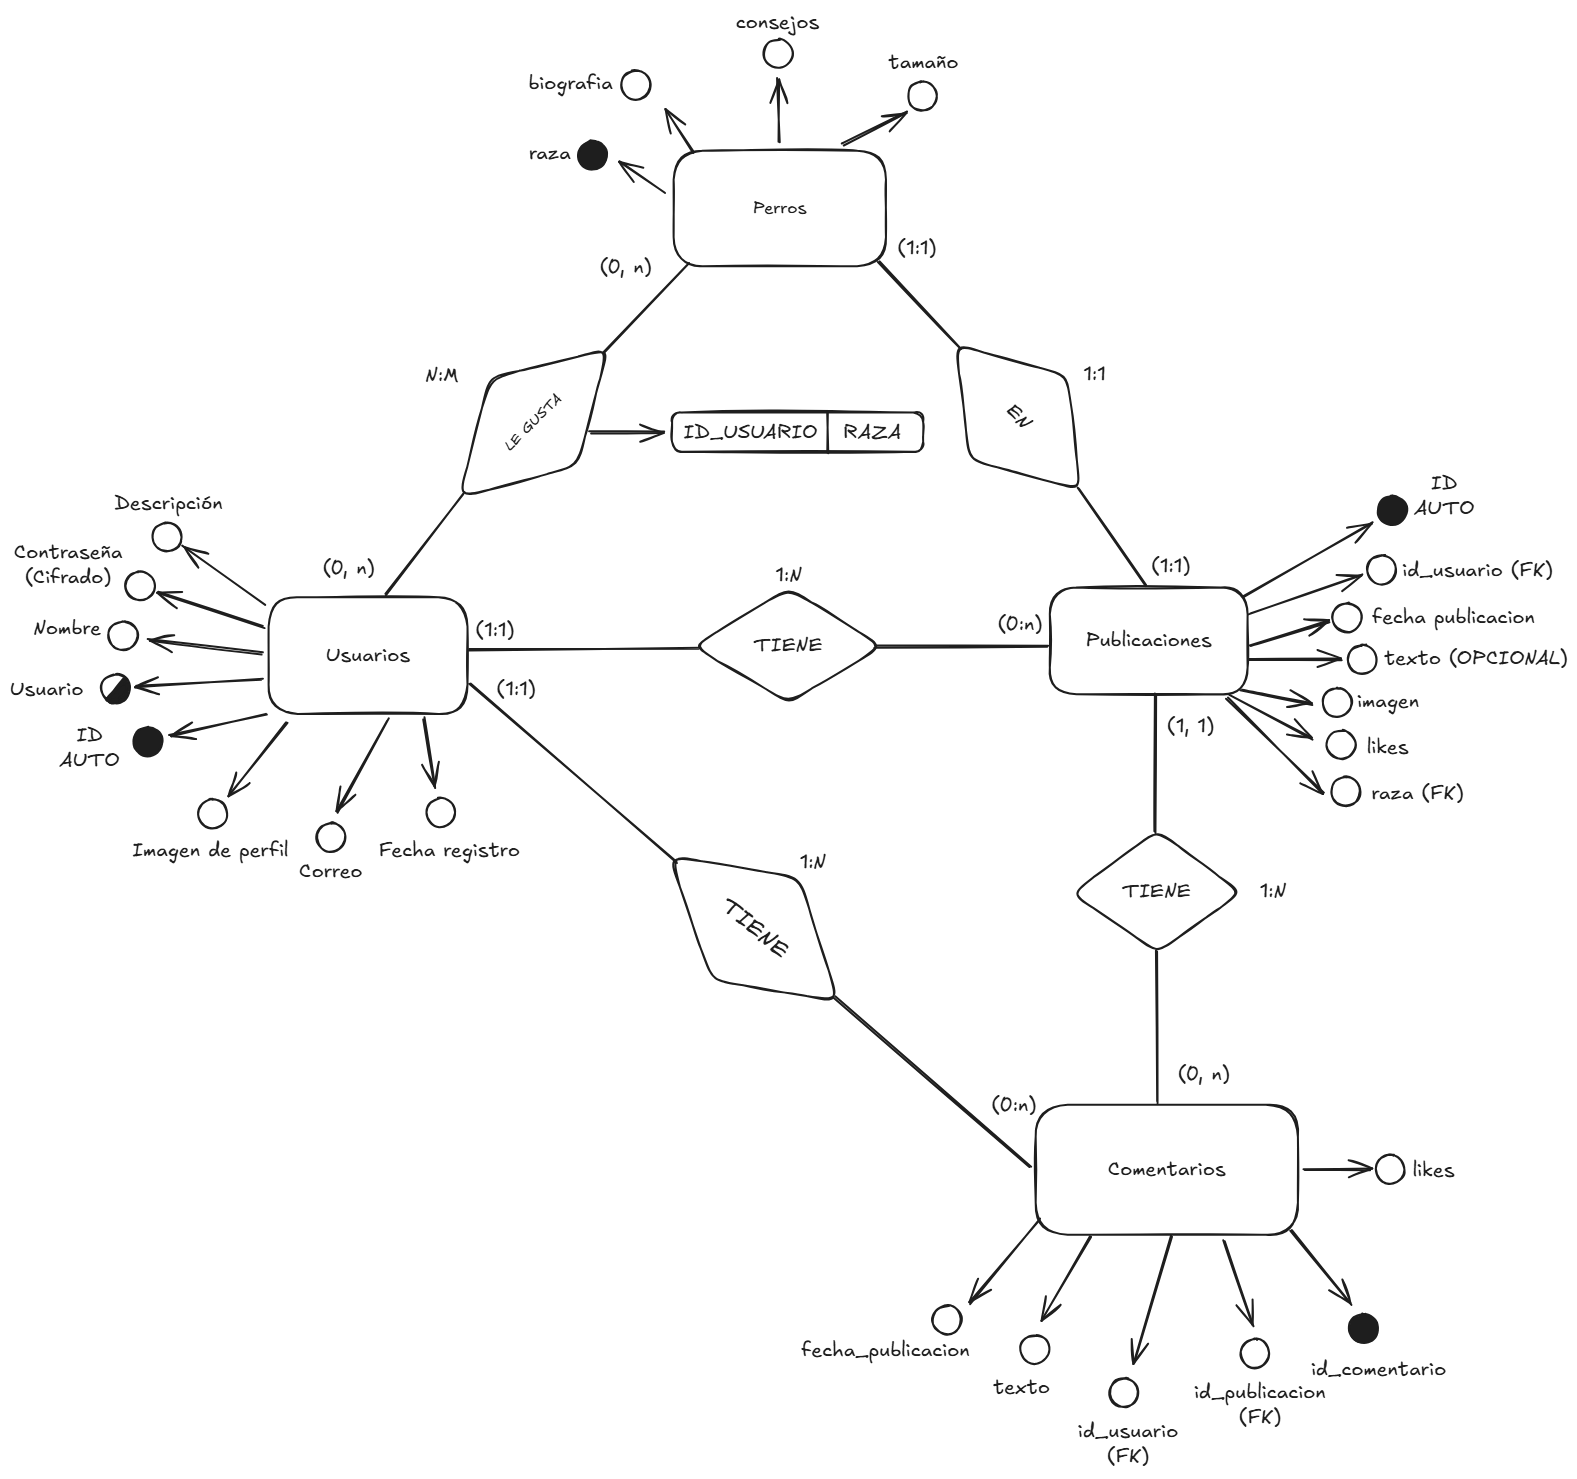 consejos
tamaño
biografia
raza
Perros
(1:1)
(0, n)
N:M
1:1
LE GUSTA
EN
ID_USUARIO
RAZA
Descripción
ID
AUTO
Contraseña
(Cifrado)
(0, n)
(1:1)
1:N
id_usuario (FK)
Nombre
(1:1)
(0:n)
fecha publicacion
Usuarios
TIENE
Publicaciones
texto (OPCIONAL)
Usuario
(1:1)
imagen
ID
AUTO
(1, 1)
likes
raza (FK)
Imagen de perfil
Correo
Fecha registro
1:N
TIENE
TIENE
1:N
(0, n)
(0:n)
Comentarios
likes
fecha_publicacion
texto
id_usuario
(FK)
id_publicacion
(FK)
id_comentario